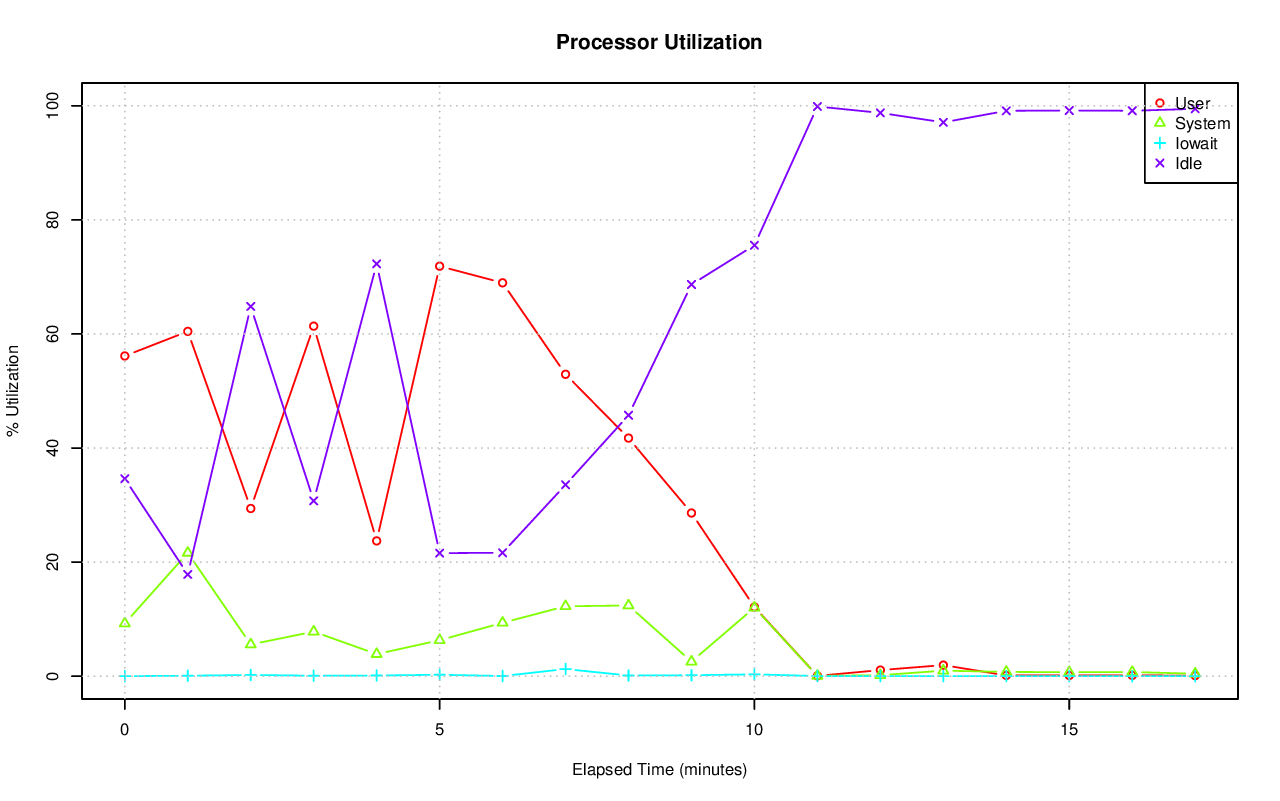 Processor Utilization
% Utilization
100
80
60
40
20
0
User
System
Iowait
Idle
0 5 10 15
Elapsed Time (minutes)